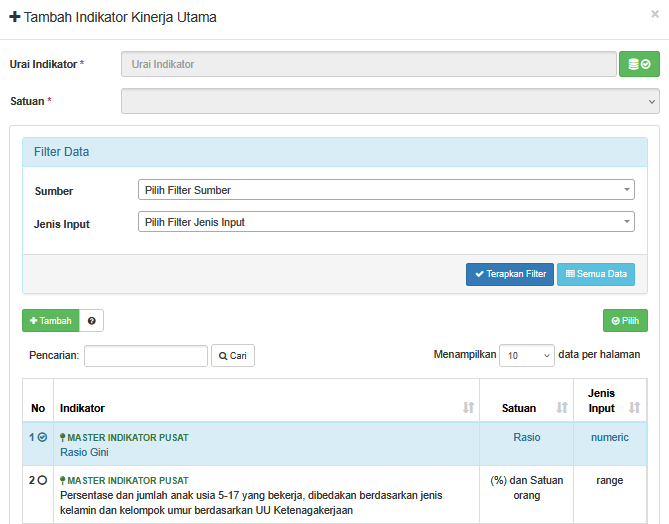 Tambah Indikator Kinerja Utama ×
Urai Indikator * Urai Indikator
Satuan *
Filter Data
Sumber Pilih Filter Sumber
Jenis Input Pilih Filter Jenis Input
Terapkan Filter Semua Data
Tambah ? Pilih
Pencarian: Cari Menampilkan 10 data per halaman
No Indikator Satuan Jenis Input
1 MASTER INDIKATOR PUSAT Rasio numeric
Rasio Gini
2 MASTER INDIKATOR PUSAT (%) dan Satuan orang range
Persentase dan jumlah anak usia 5-17 yang bekerja, dibedakan berdasarkan jenis
kelamin dan kelompok umur berdasarkan UU Ketenagakerjaan